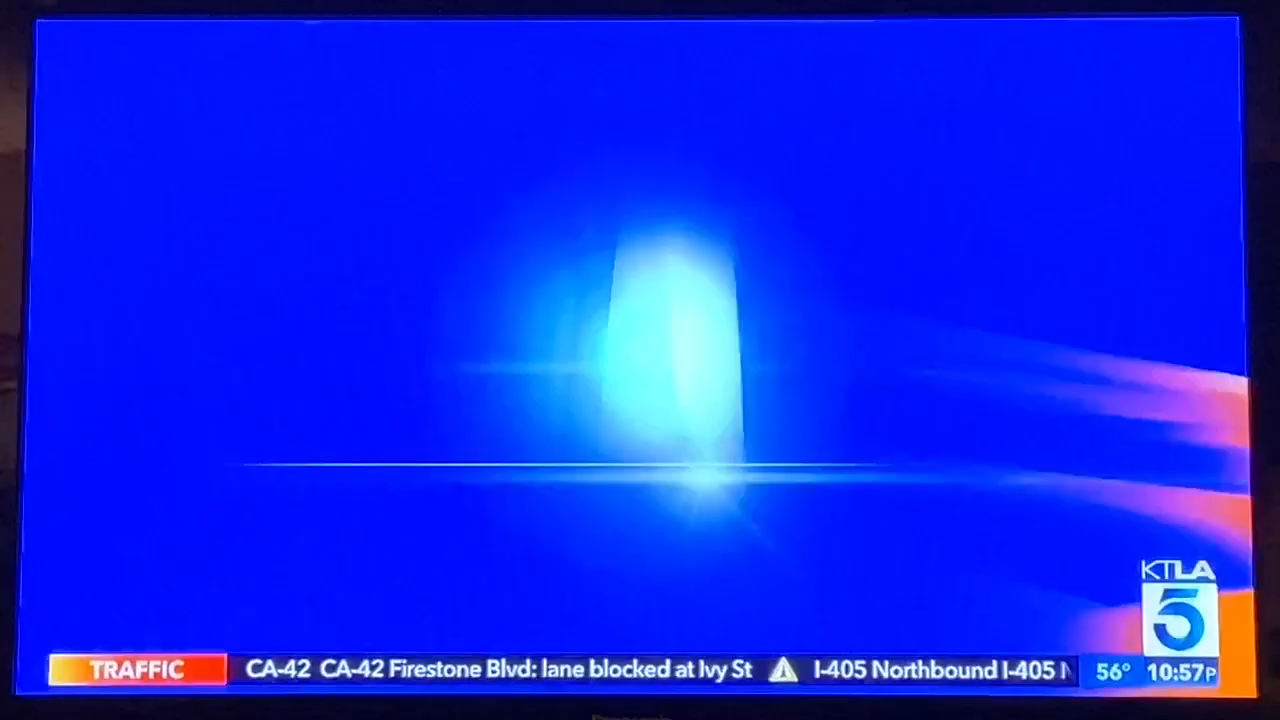 KTLA
5
TRAFFIC CA-42 CA-42 Firestone Blvd: lane blocked at Ivy St I-405 Northbound I-405 N 56° 10:57P